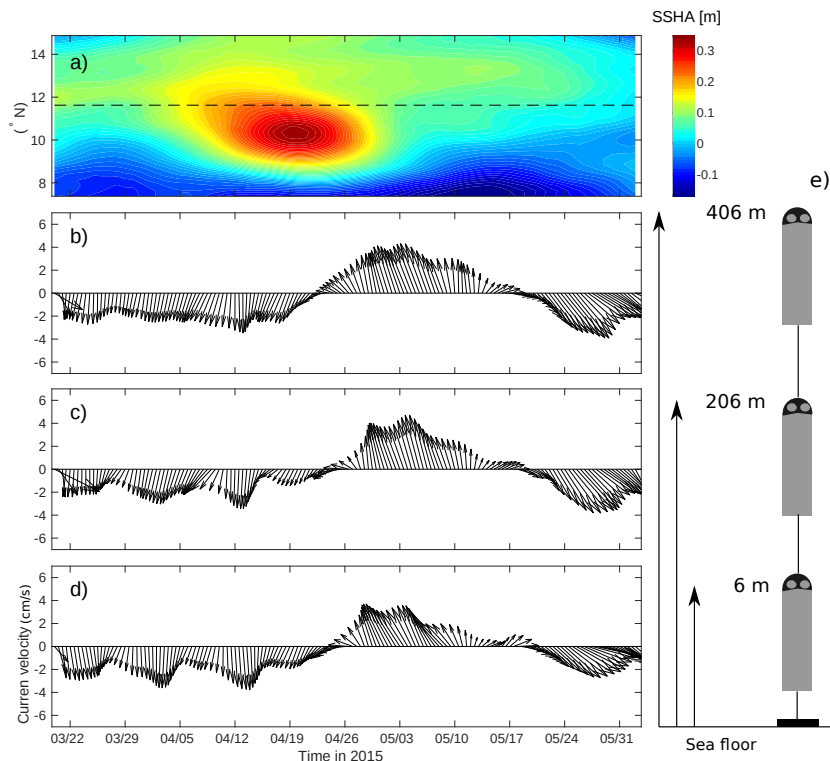 SSHA [m]
a)
14
12
10
8
(° N)
0.3
0.2
0.1
0
-0.1
e)
b)
6
4
2
0
-2
-4
-6
406 m
c)
6
4
2
0
-2
-4
-6
206 m
d)
6
4
2
0
-2
-4
-6
Curren velocity (cm/s)
6 m
03/22 03/29 04/05 04/12 04/19 04/26 05/03 05/10 05/17 05/24 05/31
Time in 2015
Sea floor